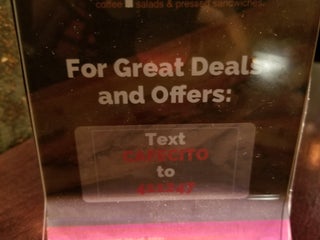 coffee salads & pressed sandwiches.
For Great Deals
and Offers:
Text
to